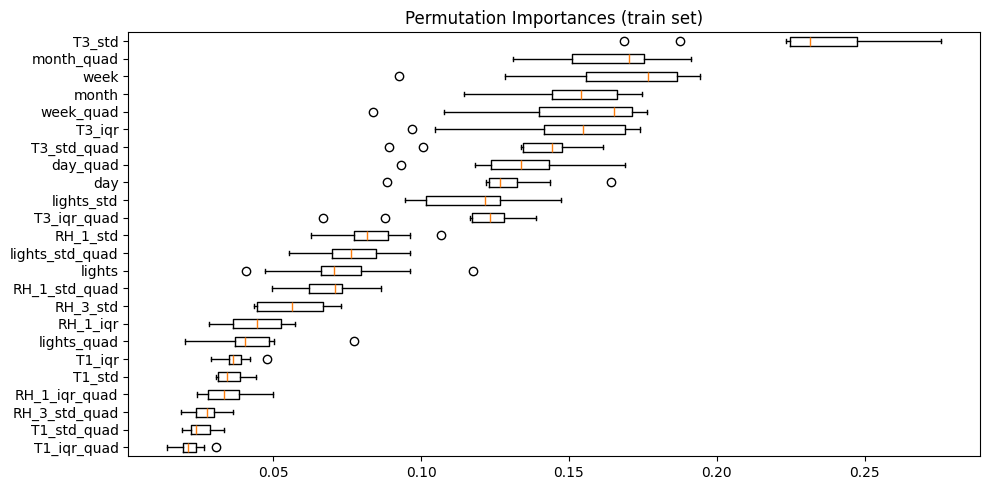 Permutation Importances (train set)
T3_std
month_quad
week
month
week_quad
T3_iqr
T3_std_quad
day_quad
day
lights_std
T3_iqr_quad
RH_1_std
lights_std_quad
lights
RH_1_std_quad
RH_3_std
RH_1_iqr
lights_quad
T1_iqr
T1_std
RH_1_iqr_quad
RH_3_std_quad
T1_std_quad
T1_iqr_quad
0.05 0.10 0.15 0.20 0.25